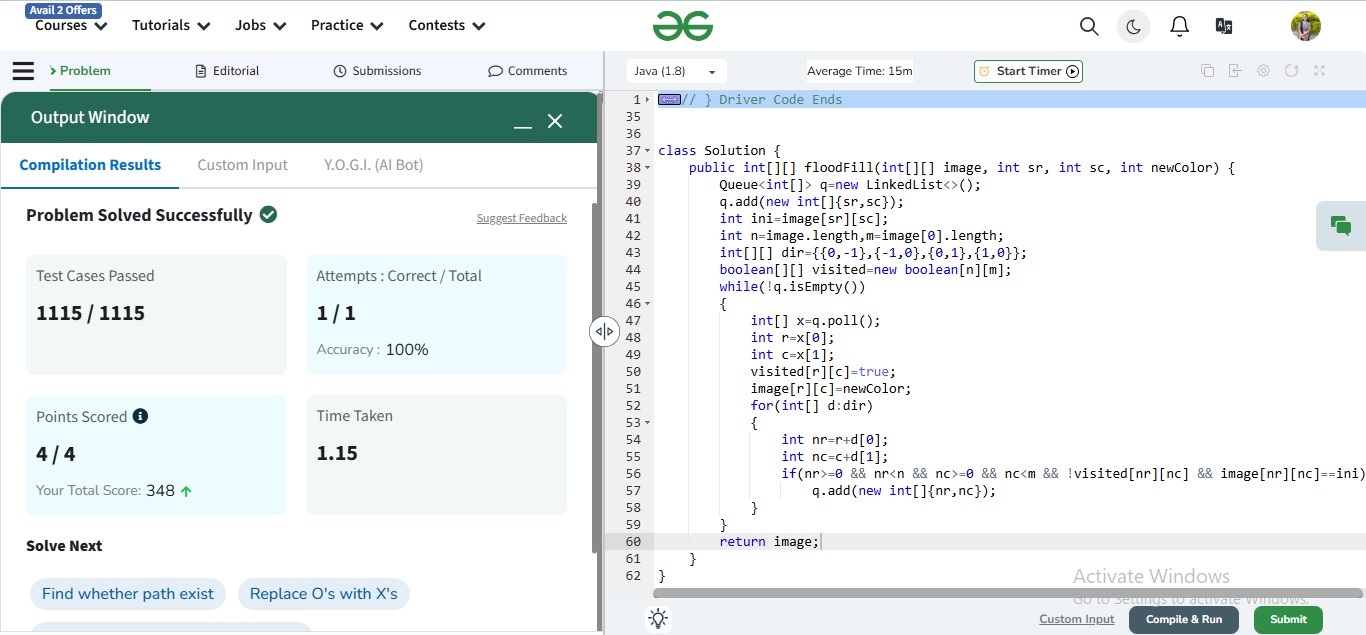 Avail 2 Offers
Courses Tutorials Jobs Practice Contests
Problem Editorial Submissions Comments
Output Window
Compilation Results Custom Input Y.O.G.I. (AI Bot)
Problem Solved Successfully
Suggest Feedback
Test Cases Passed
1115 / 1115
Attempts : Correct / Total
1 / 1
Accuracy : 100%
Points Scored
4 / 4
Your Total Score: 348
Time Taken
1.15
Solve Next
Find whether path exist Replace O's with X's
Java (1.8) Average Time: 15m Start Timer
1 // } Driver Code Ends
35
36
37 class Solution {
38     public int[][] floodFill(int[][] image, int sr, int sc, int newColor) {
39         Queue<int[]> q=new LinkedList<>();
40         q.add(new int[]{sr,sc});
41         int ini=image[sr][sc];
42         int n=image.length,m=image[0].length;
43         int[][] dir={{0,-1},{-1,0},{0,1},{1,0}};
44         boolean[][] visited=new boolean[n][m];
45         while(!q.isEmpty())
46         {
47             int[] x=q.poll();
48             int r=x[0];
49             int c=x[1];
50             visited[r][c]=true;
51             image[r][c]=newColor;
52             for(int[] d:dir)
53             {
54                 int nr=r+d[0];
55                 int nc=c+d[1];
56                 if(nr>=0 && nr<n && nc>=0 && nc<m && !visited[nr][nc] && image[nr][nc]==ini)
57                     q.add(new int[]{nr,nc});
58             }
59         }
60         return image;
61     }
62 }
Activate Windows
Go to Settings to activate Windows.
Custom Input Compile & Run Submit